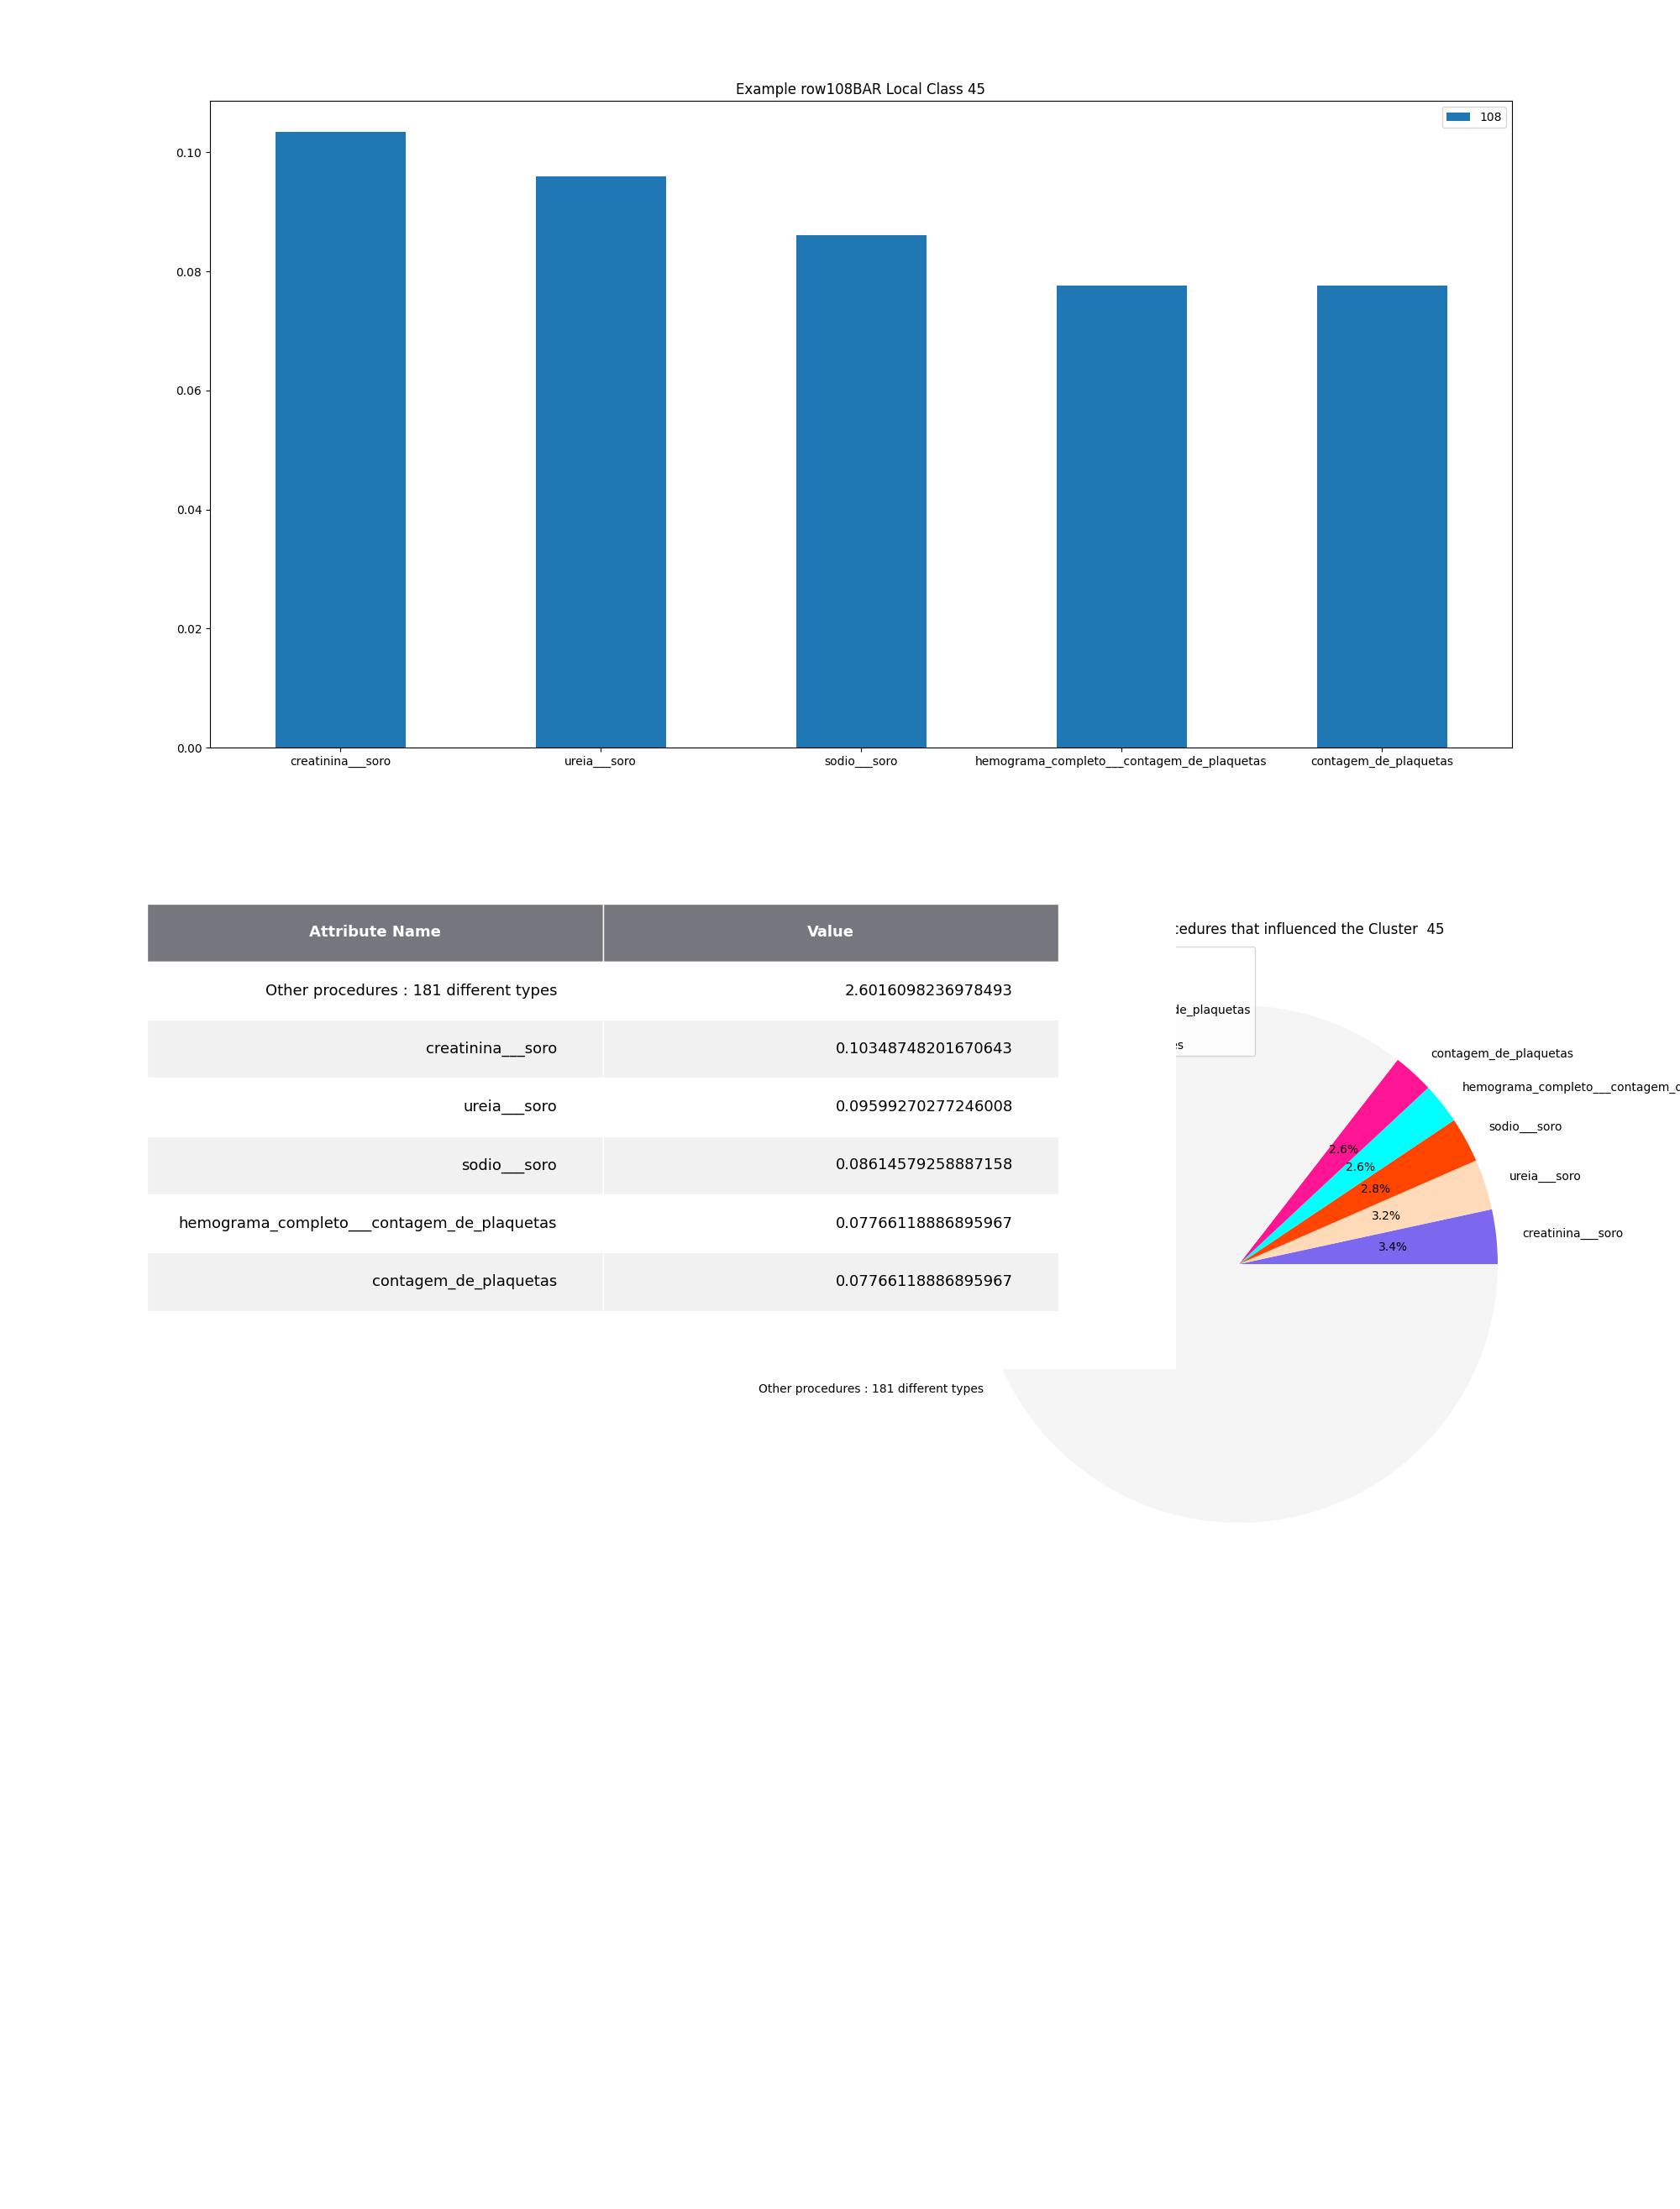 Example row108BAR Local Class 45
108
0.10
0.08
0.06
0.04
0.02
0.00
creatinina___soro ureia___soro sodio___soro hemograma_completo___contagem_de_plaquetas contagem_de_plaquetas
Attribute Name Value
Other procedures : 181 different types 2.6016098236978493
creatinina___soro 0.10348748201670643
ureia___soro 0.09599270277246008
sodio___soro 0.08614579258887158
hemograma_completo___contagem_de_plaquetas 0.07766118886895967
contagem_de_plaquetas 0.07766118886895967
cedures that influenced the Cluster 45
de_plaquetas
es
contagem_de_plaquetas
hemograma_completo___contagem_d
sodio___soro
ureia___soro
creatinina___soro
2.6%
2.6%
2.8%
3.2%
3.4%
Other procedures : 181 different types